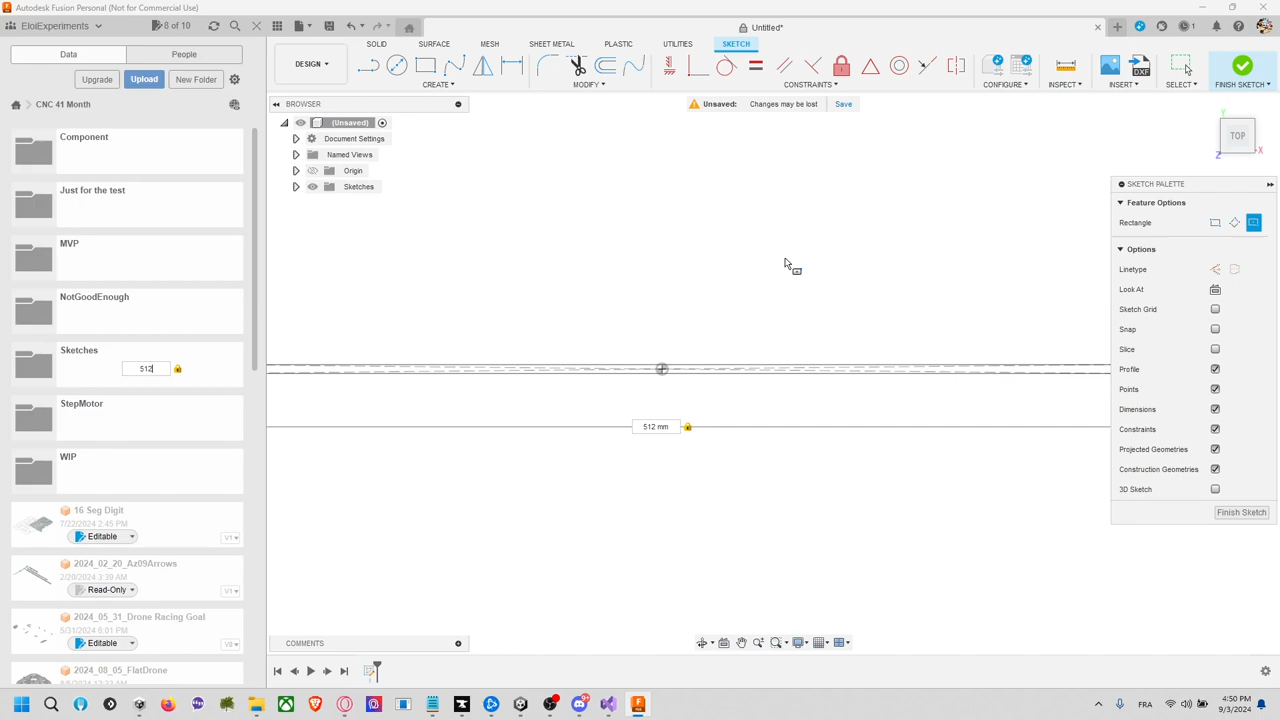 Autodesk Fusion Personal (Not for Commercial Use)
EloiExperiments
8 of 10
Untitled*
1
Data
People
Upgrade
Upload
New Folder
CNC 41 Month
Component
Just for the test
MVP
NotGoodEnough
Sketches
512
StepMotor
WIP
16 Seg Digit
7/22/2024 2:45 PM
Editable
V1
2024_02_20_Az09Arrows
2/20/2024 3:39 AM
Read-Only
V1
2024_05_31_Drone Racing Goal
5/31/2024 6:01 PM
Editable
2024_08_05_FlatDrone
DESIGN
SOLID
SURFACE
MESH
SHEET METAL
PLASTIC
UTILITIES
SKETCH
CREATE
MODIFY
CONSTRAINTS
CONFIGURE
INSPECT
INSERT
SELECT
FINISH SKETCH
DXF
BROWSER
(Unsaved)
Document Settings
Named Views
Origin
Sketches
Unsaved:
Changes may be lost
Save
512 mm
Y
TOP
X
Z
SKETCH PALETTE
Feature Options
Rectangle
Options
Linetype
Look At
Sketch Grid
Snap
Slice
Profile
Points
Dimensions
Constraints
Projected Geometries
Construction Geometries
3D Sketch
Finish Sketch
COMMENTS
FRA
4:50 PM
9/3/2024